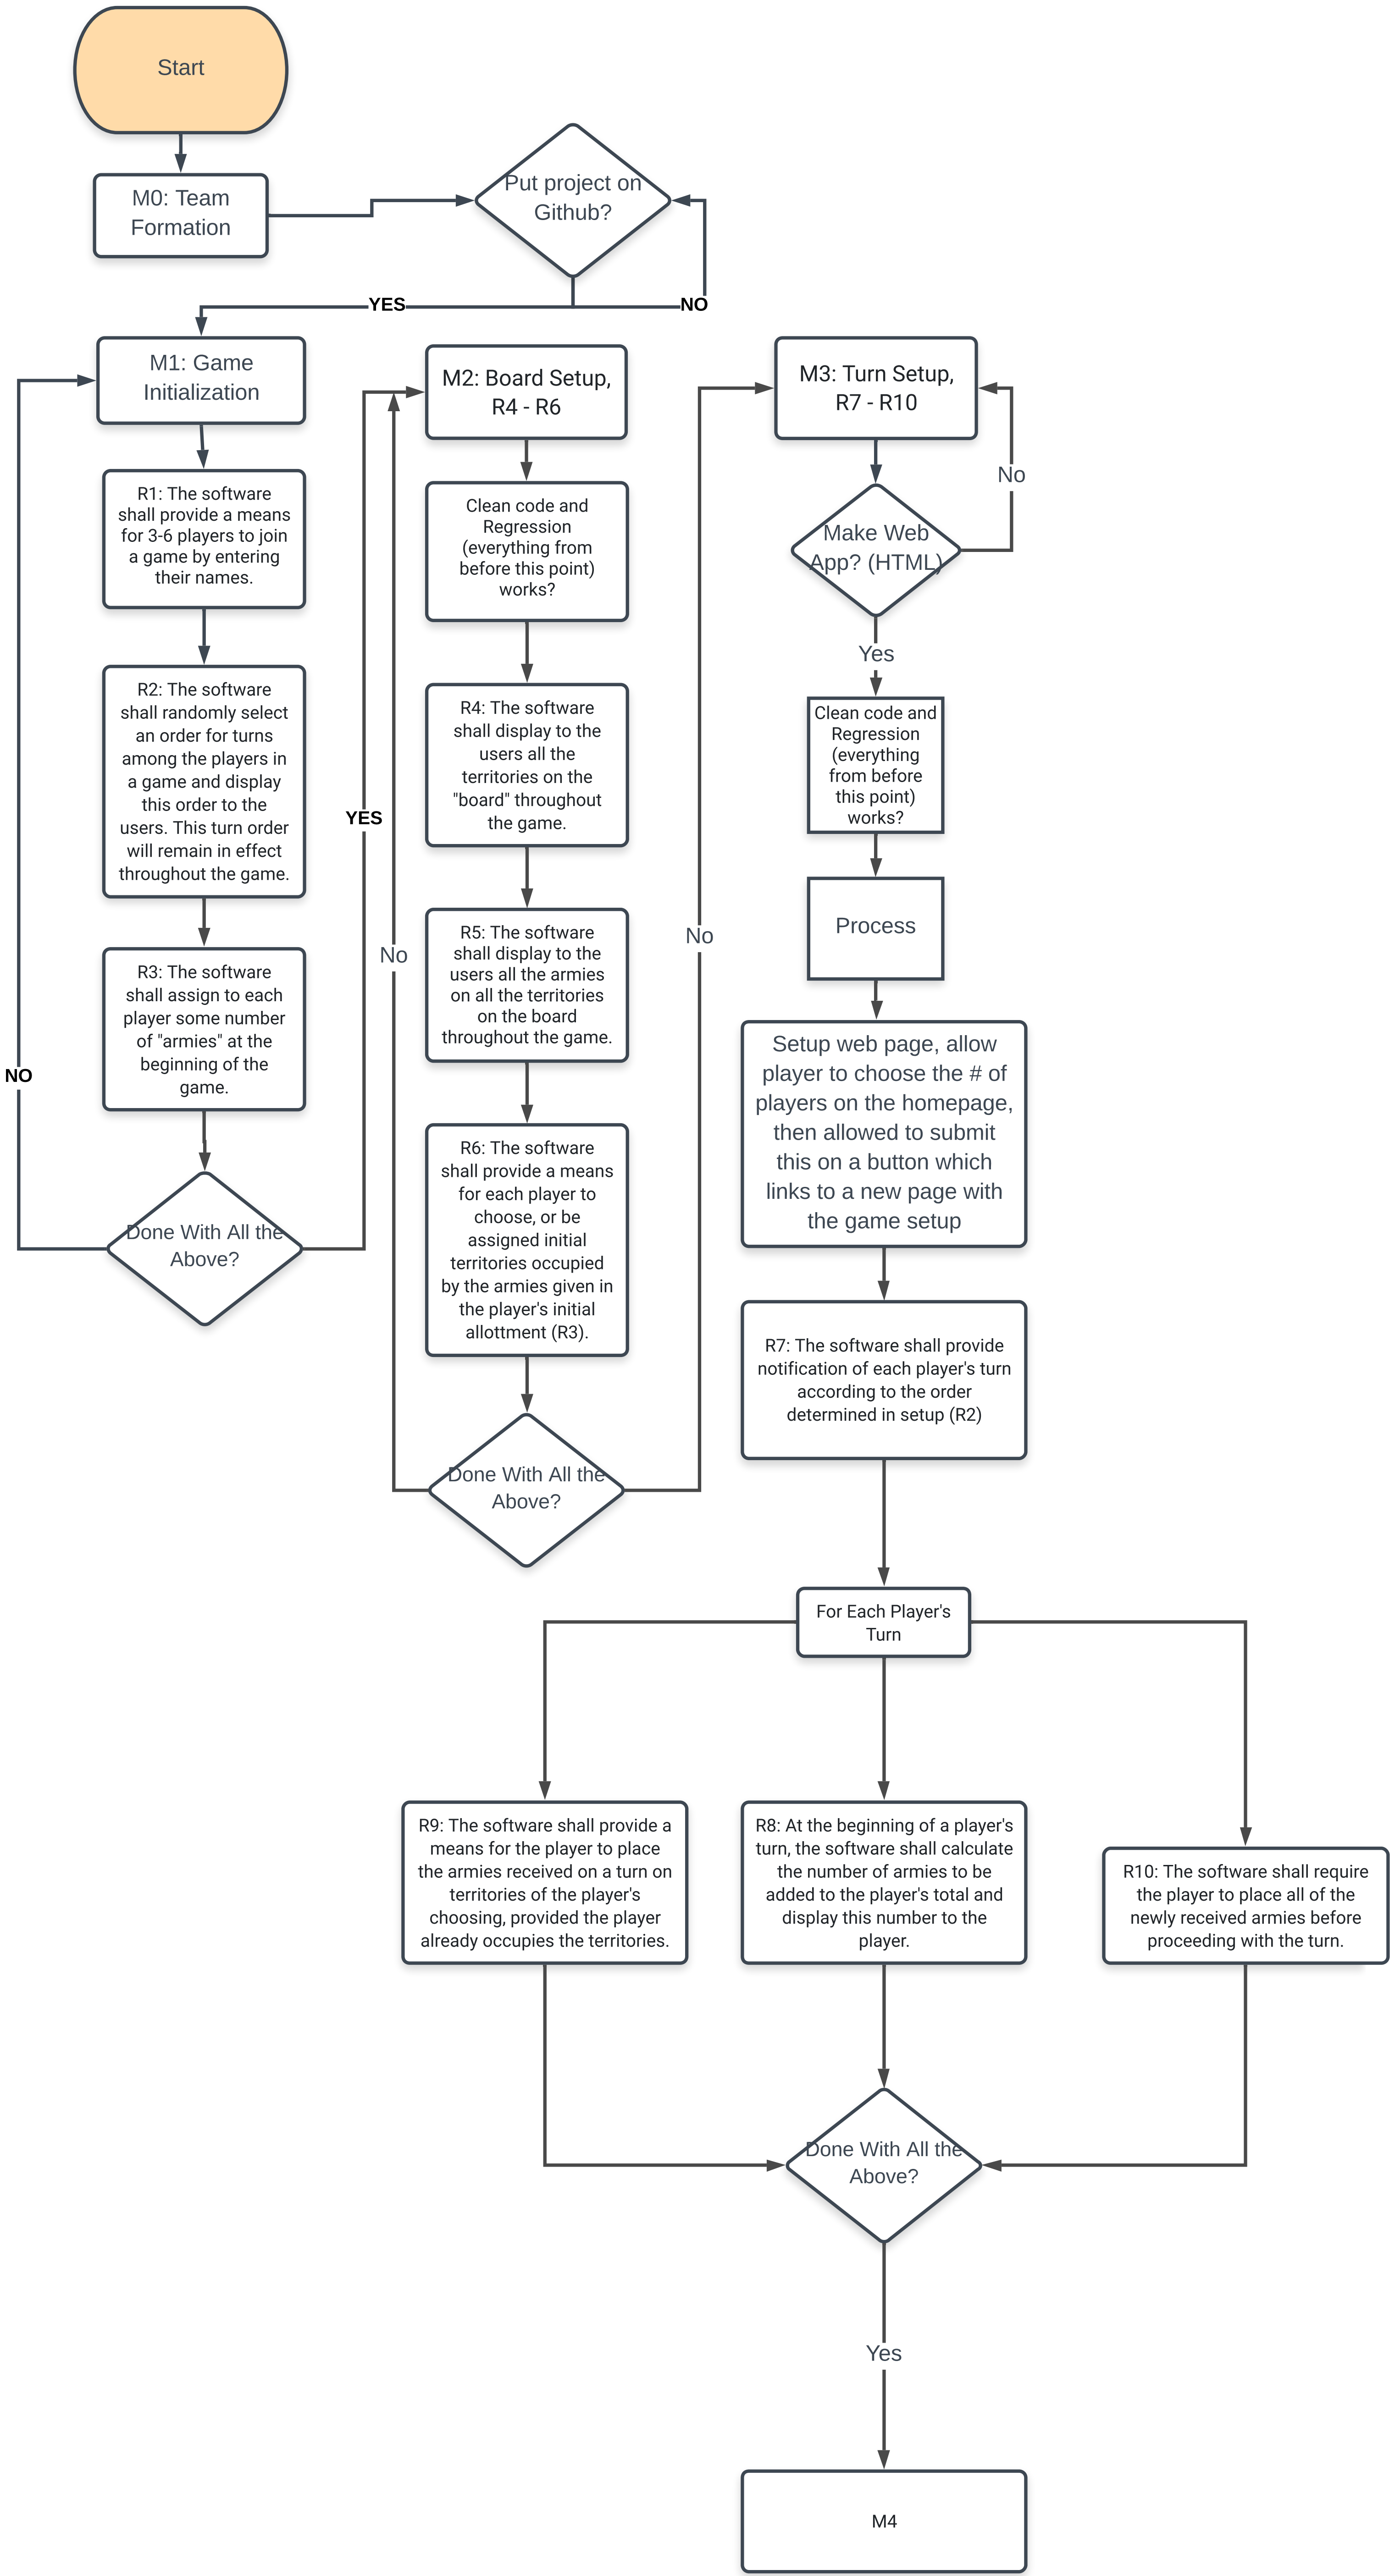 Start
M0: Team
Formation
Put project on
Github?
YES
NO
M1: Game
Initialization
R1: The software
shall provide a means
for 3-6 players to join
a game by entering
their names.
R2: The software
shall randomly select
an order for turns
among the players in
a game and display
this order to the
users. This turn order
will remain in effect
throughout the game.
R3: The software
shall assign to each
player some number
of "armies" at the
beginning of the
game.
NO
Done With All the
Above?
YES
M2: Board Setup,
R4 - R6
Clean code and
Regression
(everything from
before this point)
works?
R4: The software
shall display to the
users all the
territories on the
"board" throughout
the game.
No
R5: The software
shall display to the
users all the armies
on all the territories
on the board
throughout the game.
R6: The software
shall provide a means
for each player to
choose, or be
assigned initial
territories occupied
by the armies given in
the player's initial
allottment (R3).
Done With All the
Above?
No
M3: Turn Setup,
R7 - R10
No
Make Web
App? (HTML)
Yes
Clean code and
Regression
(everything
from before
this point)
works?
Process
Setup web page, allow
player to choose the # of
players on the homepage,
then allowed to submit
this on a button which
links to a new page with
the game setup
R7: The software shall provide
notification of each player's turn
according to the order
determined in setup (R2)
For Each Player's
Turn
R9: The software shall provide a
means for the player to place
the armies received on a turn on
territories of the player's
choosing, provided the player
already occupies the territories.
R8: At the beginning of a player's
turn, the software shall calculate
the number of armies to be
added to the player's total and
display this number to the
player.
R10: The software shall require
the player to place all of the
newly received armies before
proceeding with the turn.
Done With All the
Above?
Yes
M4